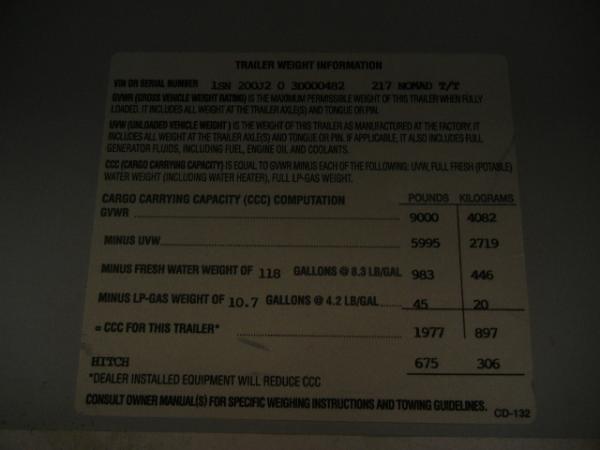 TRAILER WEIGHT INFORMATION
VIN OR SERIAL NUMBER 1SN 200J2 0 3D000482 217 NOMAD T/T
GVWR (GROSS VEHICLE WEIGHT RATING) IS THE MAXIMUM PERMISSIBLE WEIGHT OF THIS TRAILER WHEN FULLY
LOADED. IT INCLUDES ALL WEIGHT AT THE TRAILER AXLE(S) AND TONGUE OR PIN.
UVW (UNLOADED VEHICLE WEIGHT) IS THE WEIGHT OF THIS TRAILER AS MANUFACTURED AT THE FACTORY. IT
INCLUDES ALL WEIGHT AT THE TRAILER AXLE(S) AND TONGUE OR PIN. IF APPLICABLE, IT ALSO INCLUDES FULL
GENERATOR FLUIDS, INCLUDING FUEL, ENGINE OIL AND COOLANTS.
CCC (CARGO CARRYING CAPACITY) IS EQUAL TO GVWR MINUS EACH OF THE FOLLOWING: UVW, FULL FRESH (POTABLE)
WATER WEIGHT (INCLUDING WATER HEATER), FULL LP-GAS WEIGHT.
CARGO CARRYING CAPACITY (CCC) COMPUTATION POUNDS KILOGRAMS
GVWR 9000 4082
MINUS UVW 5995 2719
MINUS FRESH WATER WEIGHT OF 118 GALLONS @ 8.3 LB/GAL 983 446
MINUS LP-GAS WEIGHT OF 10.7 GALLONS @ 4.2 LB/GAL 45 20
= CCC FOR THIS TRAILER* 1977 897
HITCH 675 306
*DEALER INSTALLED EQUIPMENT WILL REDUCE CCC
CONSULT OWNER MANUAL(S) FOR SPECIFIC WEIGHING INSTRUCTIONS AND TOWING GUIDELINES. CD-132